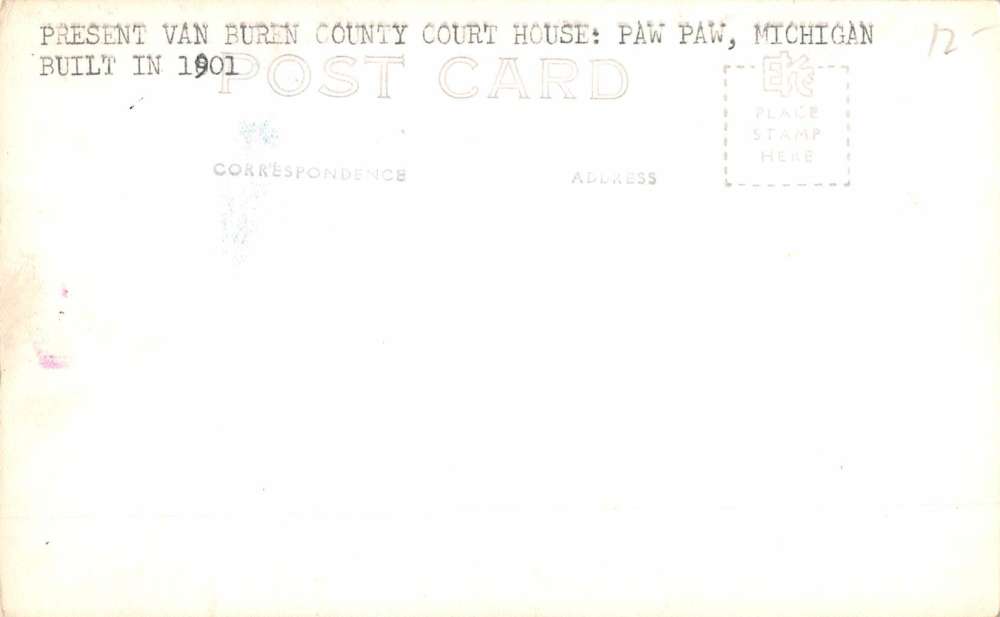 PRESENT VAN BUREN COUNTY COURT HOUSE: PAW PAW, MICHIGAN
BUILT IN 1901
12-
POST CARD
EKC
PLACE
STAMP
HERE
CORRESPONDENCE
ADDRESS